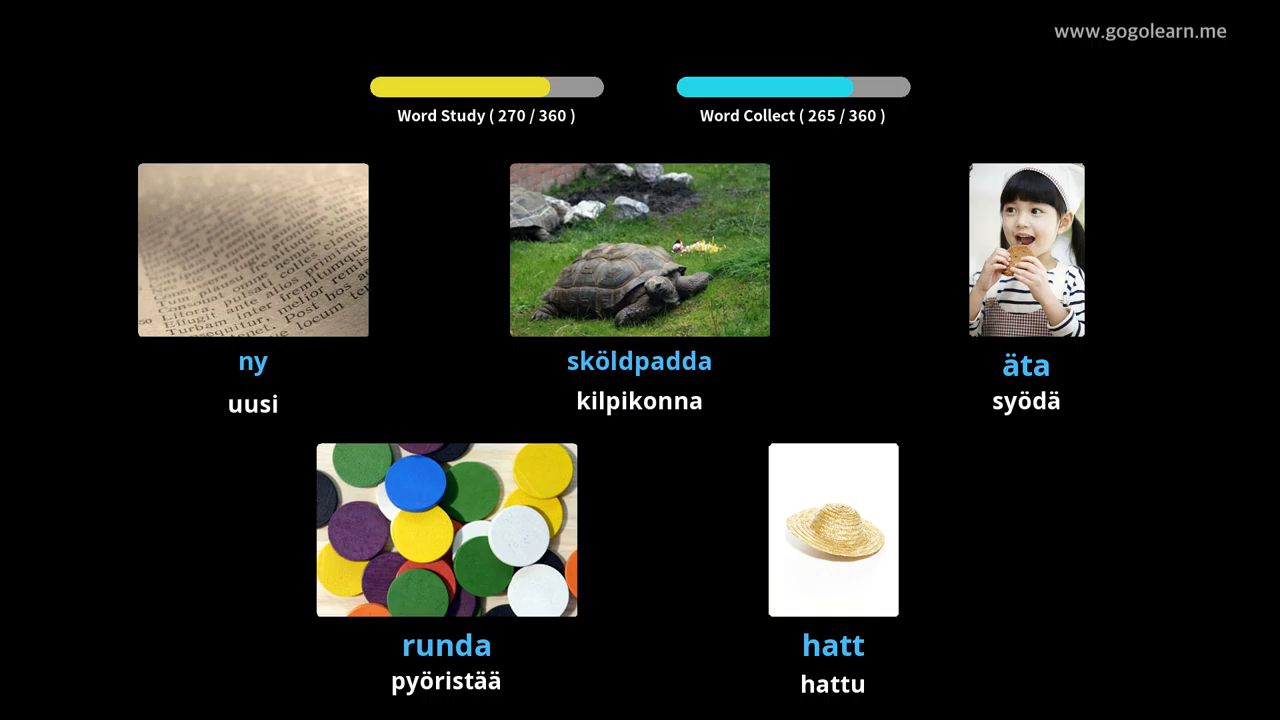 www.gogolearn.me
Word Study ( 270 / 360 )
Word Collect ( 265 / 360 )
ny
uusi
sköldpadda
kilpikonna
äta
syödä
runda
pyöristää
hatt
hattu